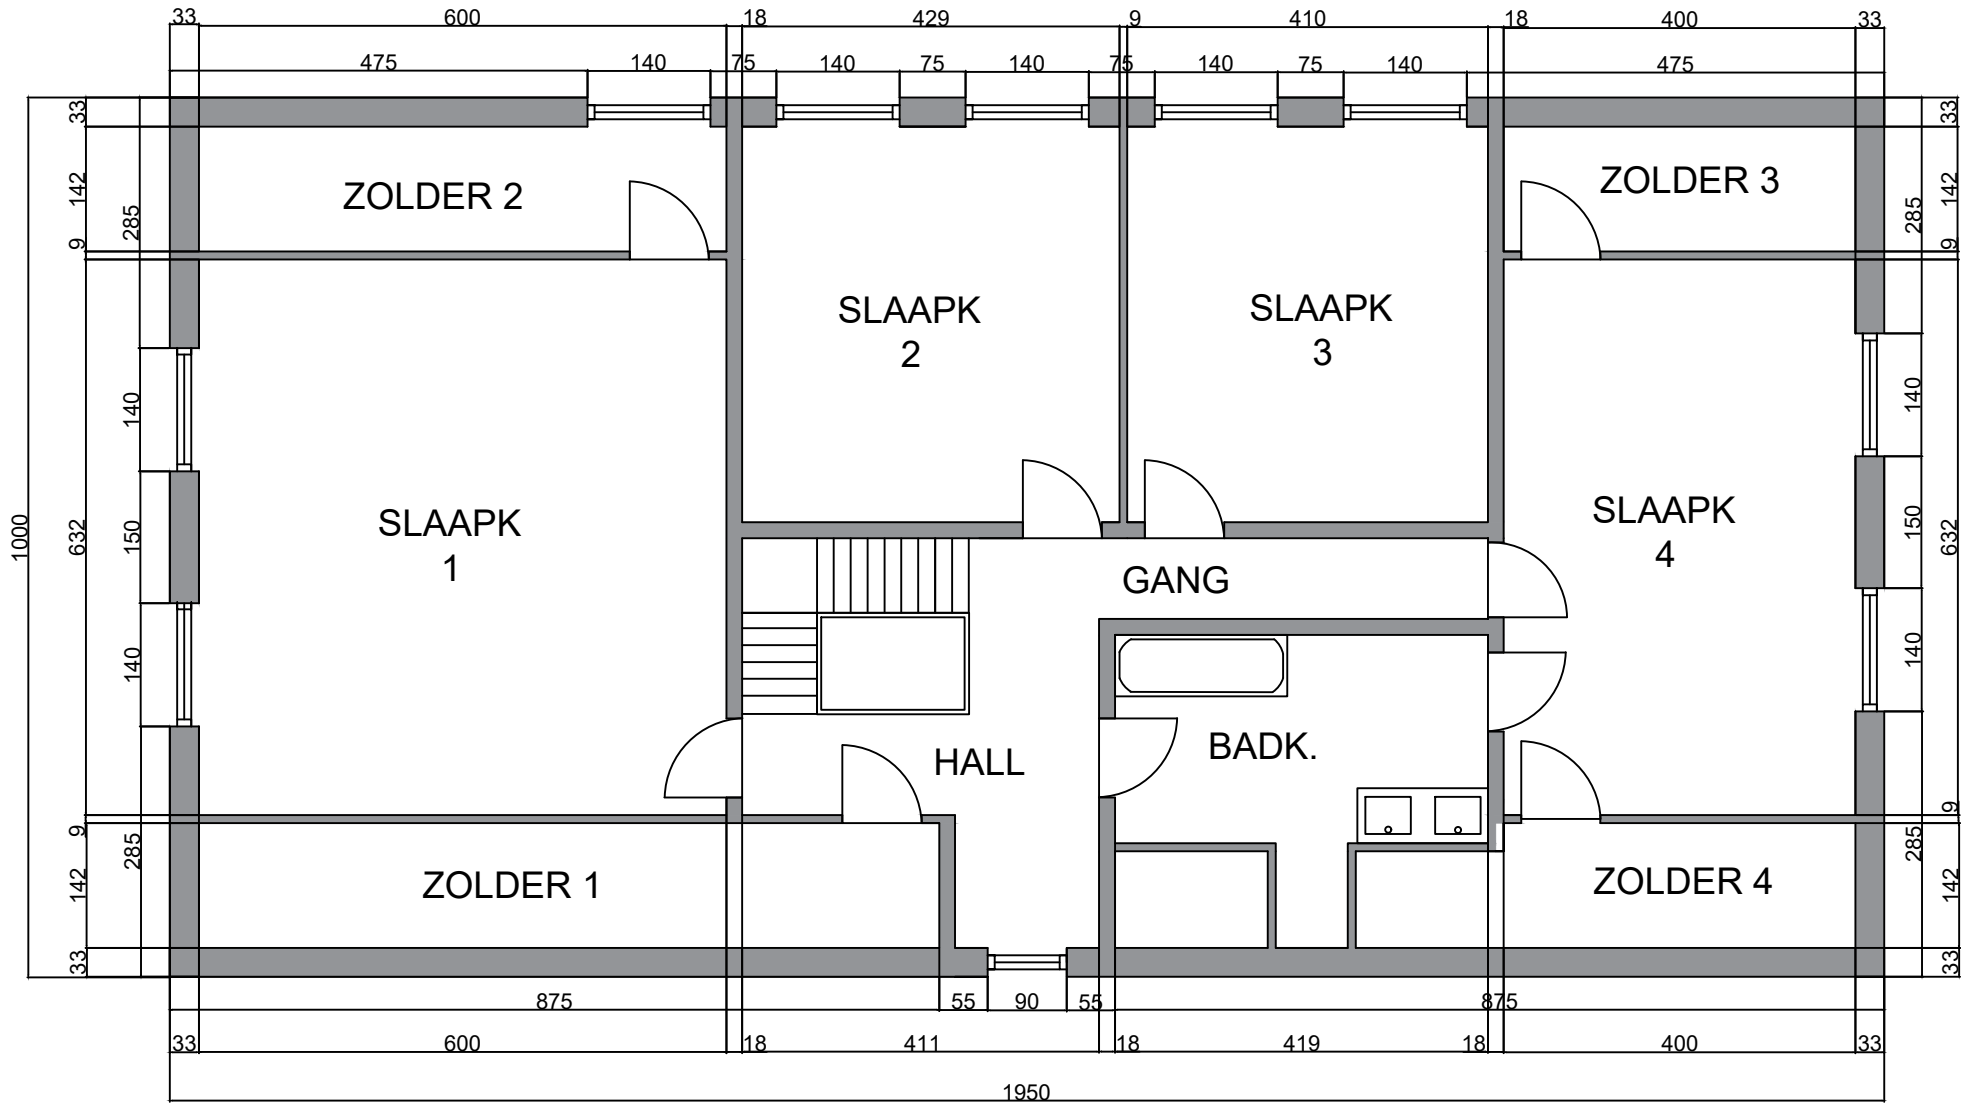 33 600 18 429 9 410 18 400 33
475 140 75 140 75 140 75 140 75 140 475
33 142 9 632 9 142 33
285 140 150 140 285
1000
33 142 9 632 9 142 33
285 140 150 140 285
ZOLDER 2
ZOLDER 3
SLAAPK
2
SLAAPK
3
SLAAPK
1
SLAAPK
4
GANG
HALL
BADK.
ZOLDER 1
ZOLDER 4
875 55 90 55 875
33 600 18 411 18 419 18 400 33
1950